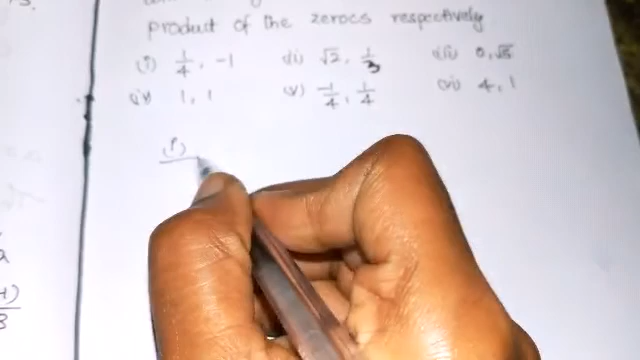 product of the zeroes respectively
(i) 1/4, -1 (ii) √2, 1/3 (iii) 0, √5
(iv) 1, 1 (v) -1/4, 1/4 (vi) 4, 1
(i)